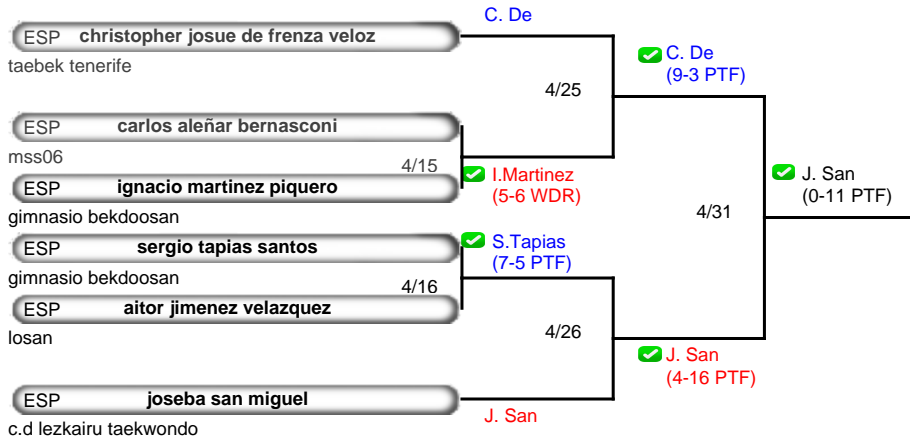 C. De
ESP christopher josue de frenza veloz
taebek tenerife
C. De
(9-3 PTF)
4/25
ESP carlos aleñar bernasconi
mss06
4/15
I.Martinez
(5-6 WDR)
ESP ignacio martinez piquero
gimnasio bekdoosan
J. San
(0-11 PTF)
4/31
ESP sergio tapias santos
gimnasio bekdoosan
S.Tapias
(7-5 PTF)
4/16
ESP aitor jimenez velazquez
losan
4/26
J. San
(4-16 PTF)
ESP joseba san miguel
c.d lezkairu taekwondo
J. San